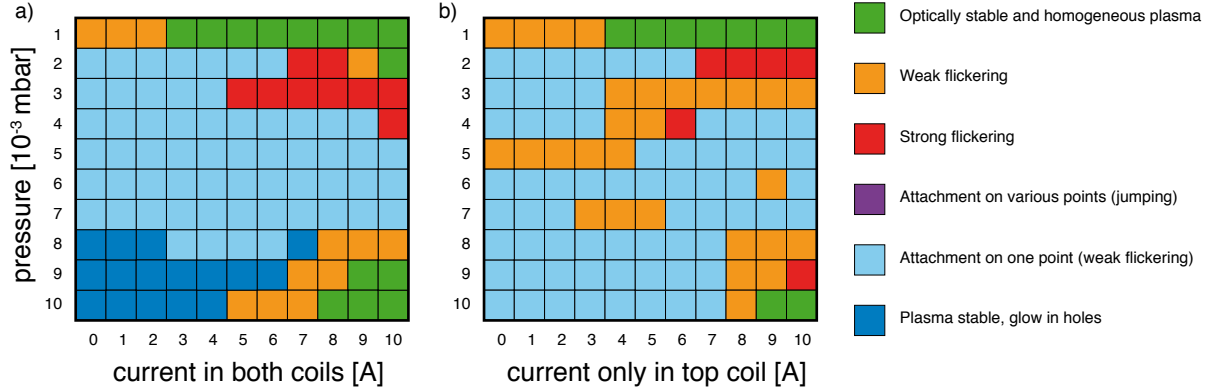 a)
b)
pressure [10⁻³ mbar]
1
2
3
4
5
6
7
8
9
10
0 1 2 3 4 5 6 7 8 9 10
current in both coils [A]
1
2
3
4
5
6
7
8
9
10
0 1 2 3 4 5 6 7 8 9 10
current only in top coil [A]
Optically stable and homogeneous plasma
Weak flickering
Strong flickering
Attachment on various points (jumping)
Attachment on one point (weak flickering)
Plasma stable, glow in holes